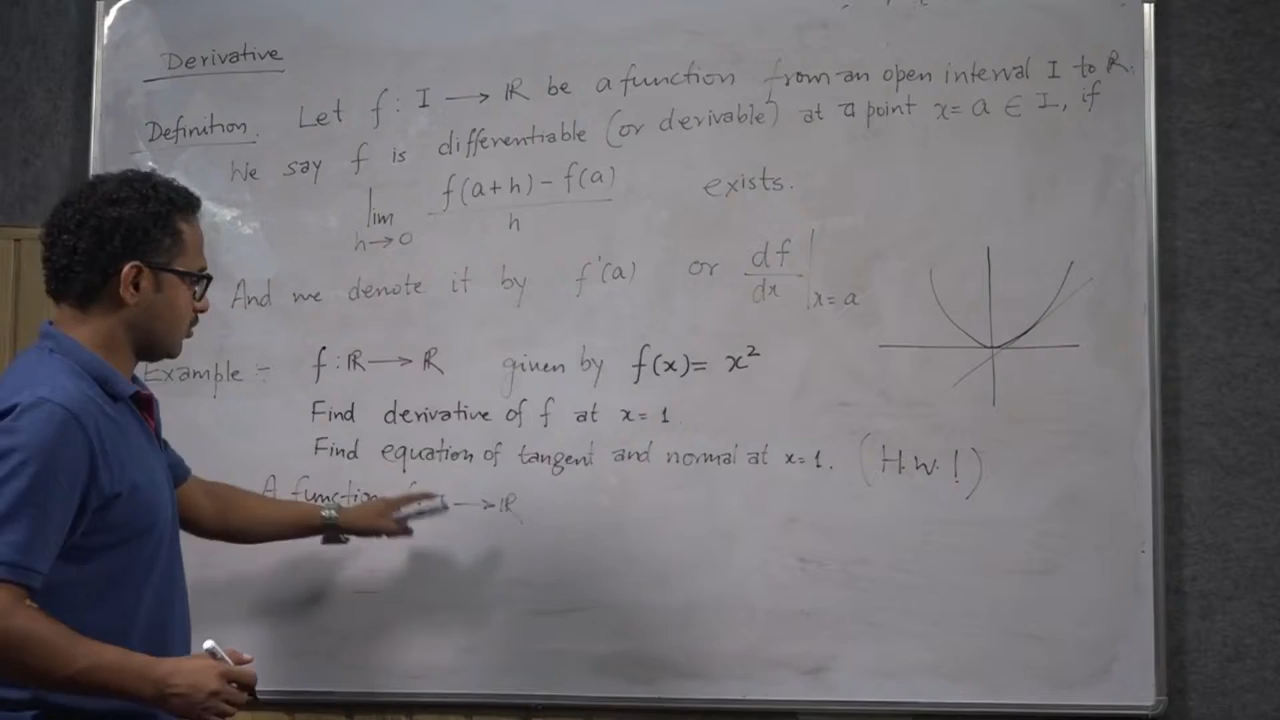 Derivative
Definition. Let f : I → ℝ be a function from an open interval I to ℝ.
We say f is differentiable (or derivable) at a point x = a ∈ I, if
lim h→0 f(a+h) − f(a) / h exists.
And we denote it by f'(a) or df/dx |x=a
Example :- f : ℝ → ℝ given by f(x) = x²
Find derivative of f at x = 1.
Find equation of tangent and normal at x = 1. (H.W.!)
A function → ℝ